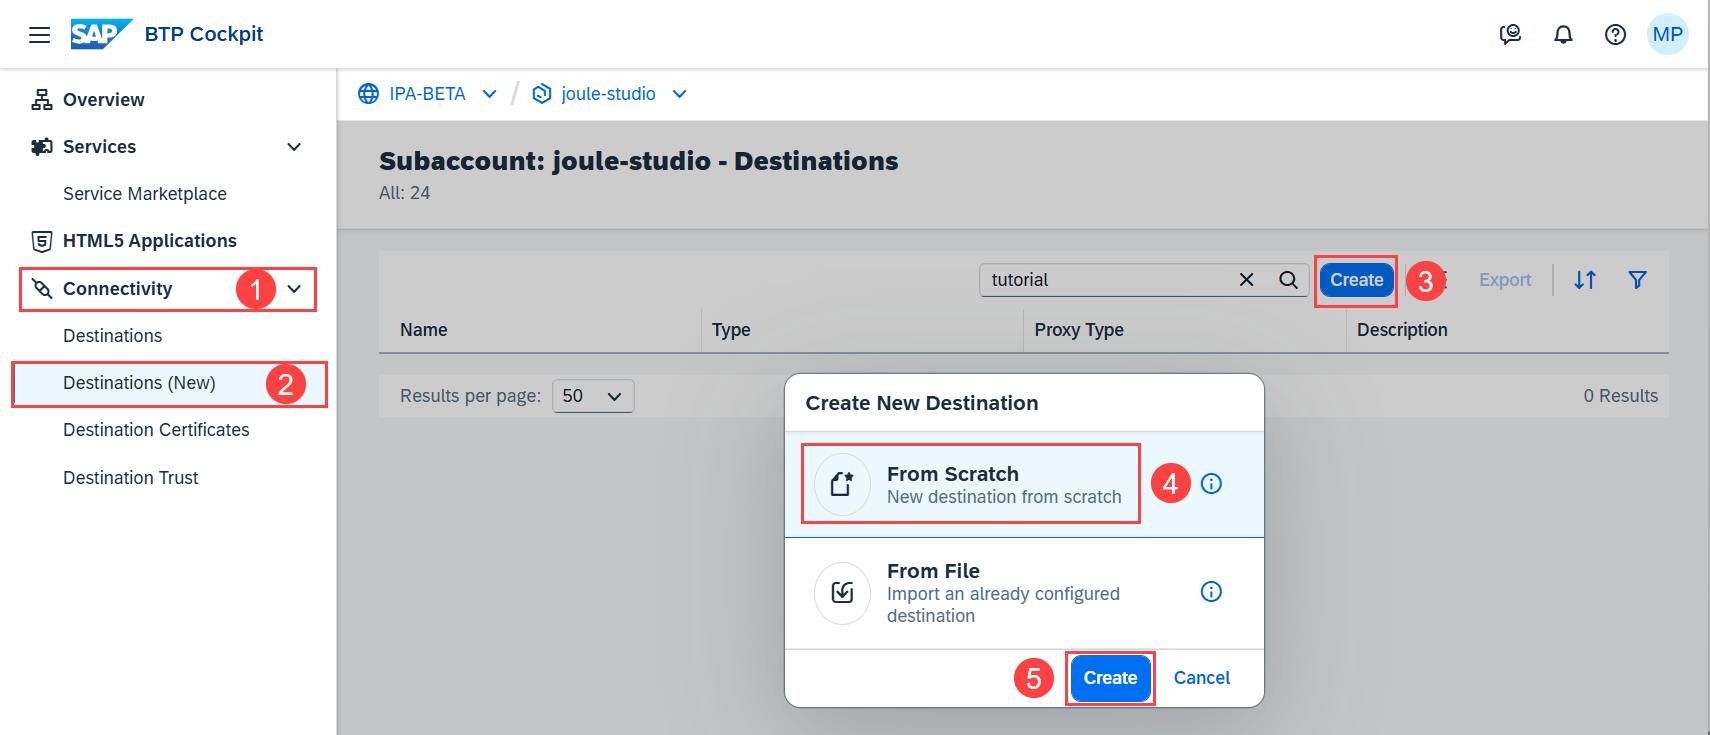 SAP BTP Cockpit
MP
Overview
Services
Service Marketplace
HTML5 Applications
Connectivity 1
Destinations
Destinations (New) 2
Destination Certificates
Destination Trust
IPA-BETA / joule-studio
Subaccount: joule-studio - Destinations
All: 24
tutorial Create 3 Export
Name Type Proxy Type Description
Results per page: 50 0 Results
Create New Destination
From Scratch
New destination from scratch
4
From File
Import an already configured
destination
5 Create Cancel